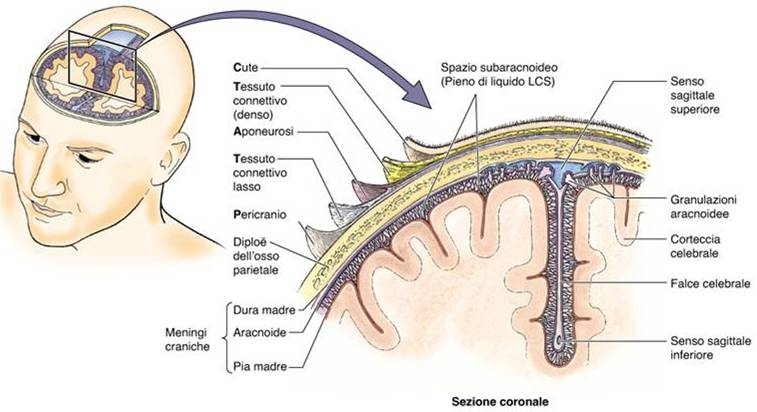 Cute
Tessuto
connettivo
(denso)
Aponeurosi
Tessuto
connettivo
lasso
Pericranio
Diploë
dell'osso
parietale
Meningi
craniche
Dura madre
Aracnoide
Pia madre
Spazio subaracnoideo
(Pieno di liquido LCS)
Senso
sagittale
superiore
Granulazioni
aracnoidee
Corteccia
celebrale
Falce celebrale
Senso sagittale
inferiore
Sezione coronale